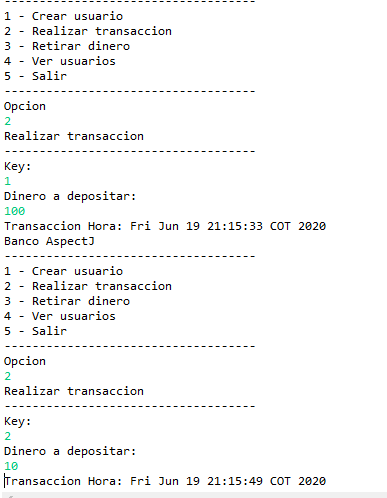 ------------------------------------
1 - Crear usuario
2 - Realizar transaccion
3 - Retirar dinero
4 - Ver usuarios
5 - Salir
------------------------------------
Opcion
2
Realizar transaccion
------------------------------------
Key:
1
Dinero a depositar:
100
Transaccion Hora: Fri Jun 19 21:15:33 COT 2020
Banco AspectJ
------------------------------------
1 - Crear usuario
2 - Realizar transaccion
3 - Retirar dinero
4 - Ver usuarios
5 - Salir
------------------------------------
Opcion
2
Realizar transaccion
------------------------------------
Key:
2
Dinero a depositar:
10
Transaccion Hora: Fri Jun 19 21:15:49 COT 2020